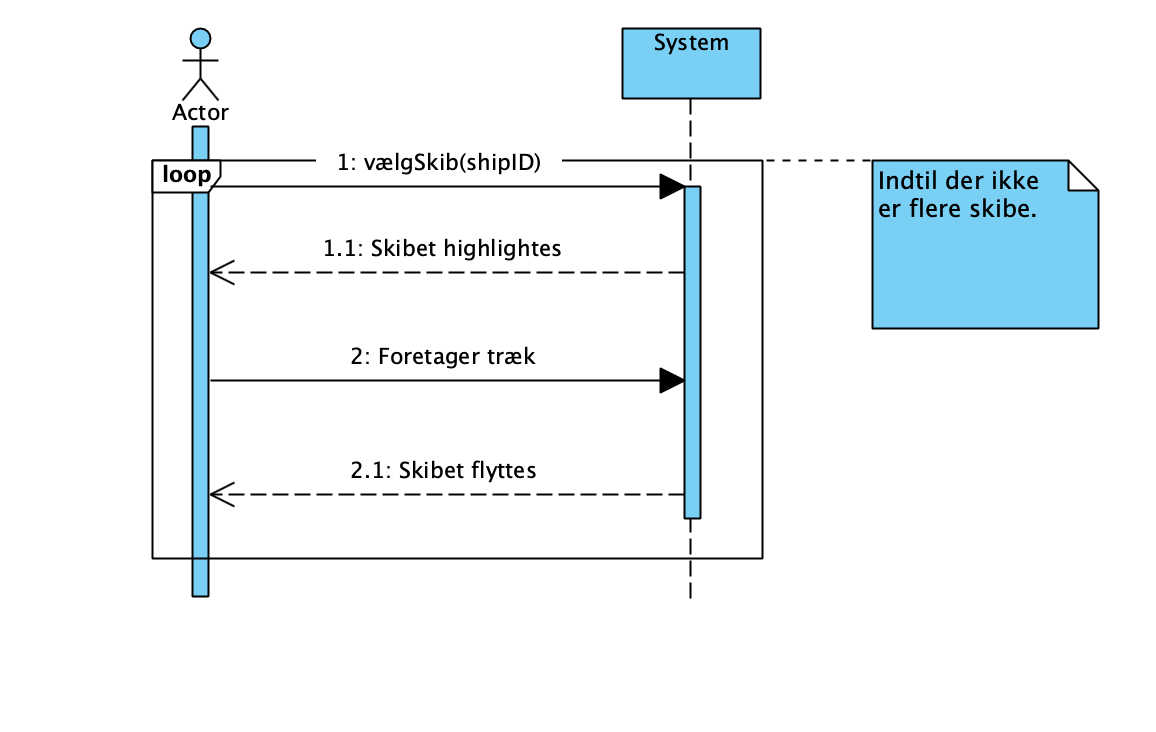 System
Actor
loop
1: vælgSkib(shipID)
Indtil der ikke
er flere skibe.
1.1: Skibet highlightes
2: Foretager træk
2.1: Skibet flyttes